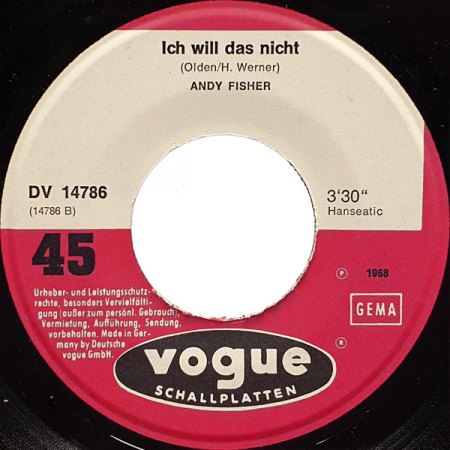 Ich will das nicht
(Olden/H. Werner)
ANDY FISHER
DV 14786
(14786 B)
3'30"
Hanseatic
45
℗ 1968
GEMA
Urheber- und Leistungsschutz-
rechte, besonders Vervielfälti-
gung (außer zum persönl. Gebrauch),
Vermietung, Aufführung, Sendung,
vorbehalten. Made in Ger-
many by Deutsche
vogue GmbH.
®
vogue
SCHALLPLATTEN